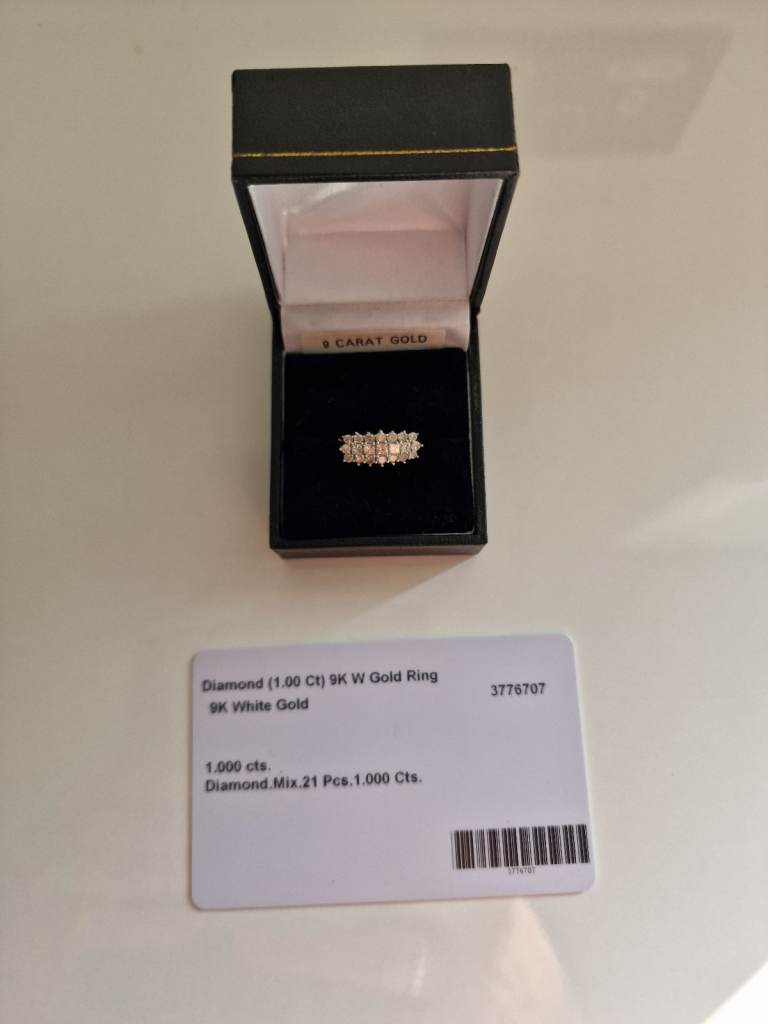 9 CARAT GOLD
Diamond (1.00 Ct) 9K W Gold Ring
3776707
9K White Gold
1.000 cts.
Diamond.Mix.21 Pcs.1.000 Cts.
3776707